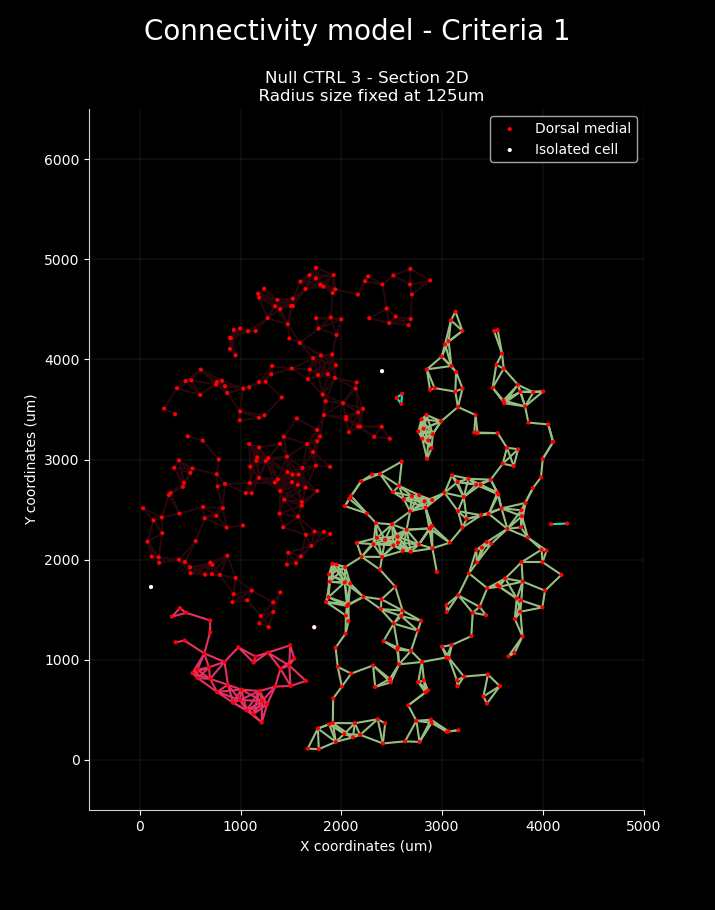 Connectivity model - Criteria 1
Null CTRL 3 - Section 2D
Radius size fixed at 125um
Dorsal medial
Isolated cell
6000
5000
4000
3000
2000
1000
0
Y coordinates (um)
0 1000 2000 3000 4000 5000
X coordinates (um)